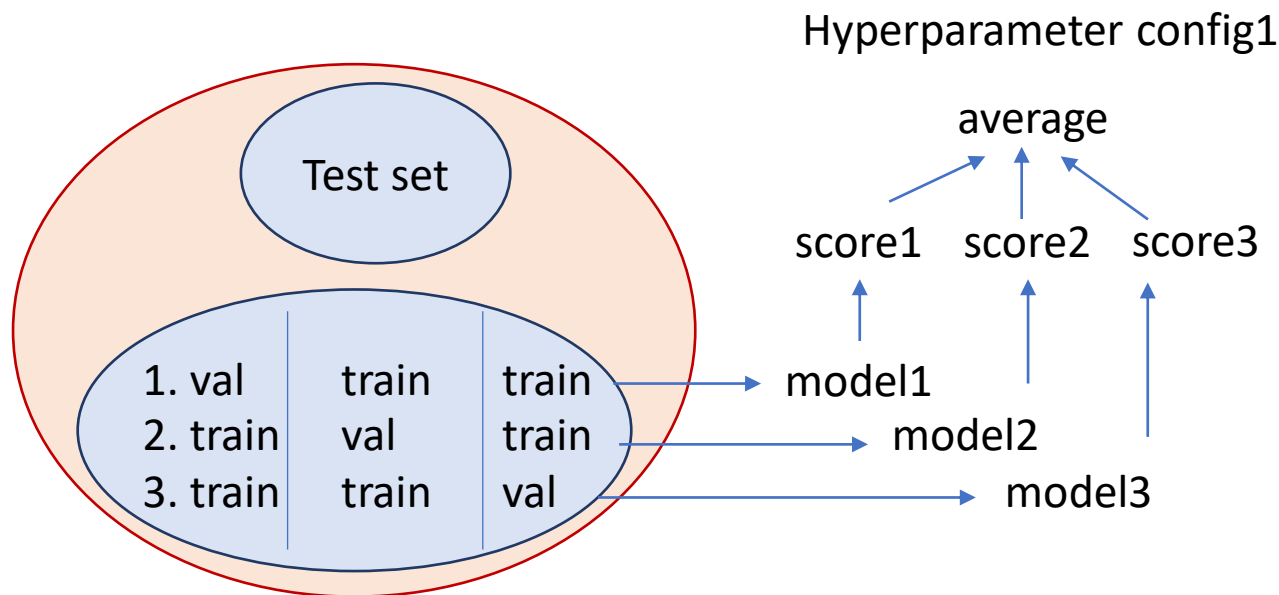 Hyperparameter config1
average
Test set
score1 score2 score3
1. val train train
2. train val train
3. train train val
model1
model2
model3